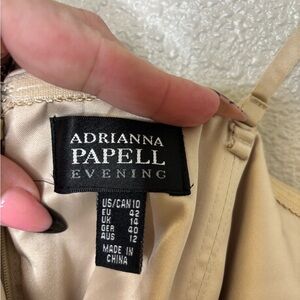 ADRIANNA
PAPELL
EVENING
US/CAN 10
EU 42
UK 14
GER 40
AUS 12
MADE IN
CHINA